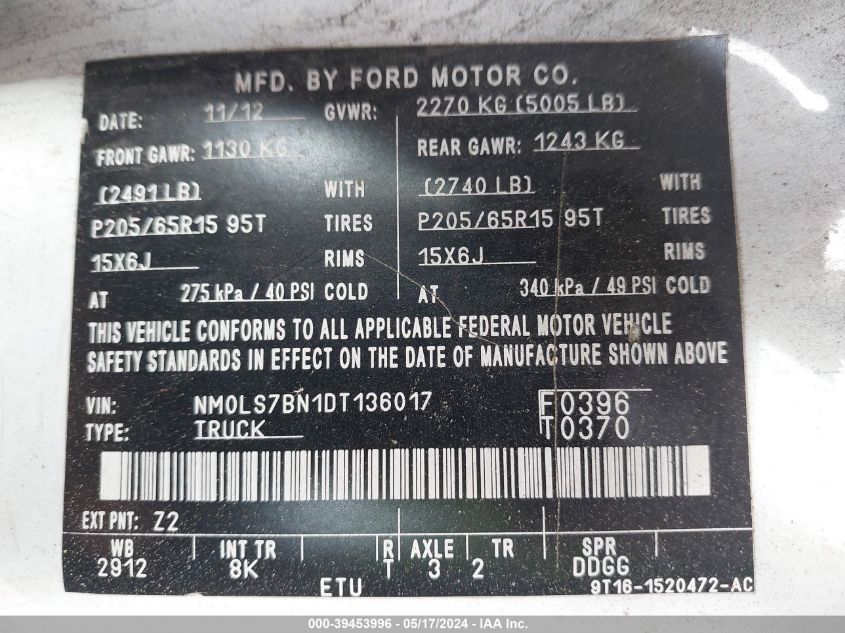 MFD. BY FORD MOTOR CO.
DATE: 11/12 GVWR: 2270 KG (5005 LB)
FRONT GAWR: 1130 KG REAR GAWR: 1243 KG
(2491 LB) WITH (2740 LB) WITH
P205/65R15 95T TIRES P205/65R15 95T TIRES
15X6J RIMS 15X6J RIMS
AT 275 kPa / 40 PSI COLD AT 340 kPa / 49 PSI COLD
THIS VEHICLE CONFORMS TO ALL APPLICABLE FEDERAL MOTOR VEHICLE
SAFETY STANDARDS IN EFFECT ON THE DATE OF MANUFACTURE SHOWN ABOVE
VIN: NM0LS7BN1DT136017 F0396
TYPE: TRUCK T0370
EXT PNT: Z2
WB INT TR R AXLE TR SPR
2912 8K T 3 2 DDGG
ETU 9T16-1520472-AC
000-39453996 - 05/17/2024 - IAA Inc.